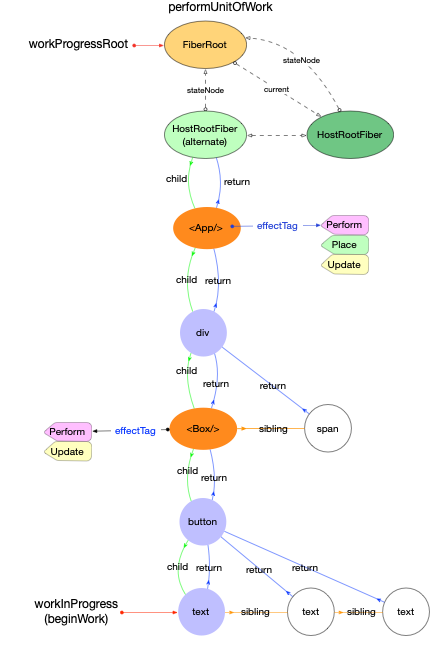 performUnitOfWork
workProgressRoot
FiberRoot
stateNode
stateNode
current
HostRootFiber
(alternate)
HostRootFiber
child
return
<App/>
effectTag
Perform
Place
Update
child
return
div
child
return
return
Perform
Update
effectTag
<Box/>
sibling
span
child
return
button
child
return
return
return
workInProgress
(beginWork)
text
sibling
text
sibling
text